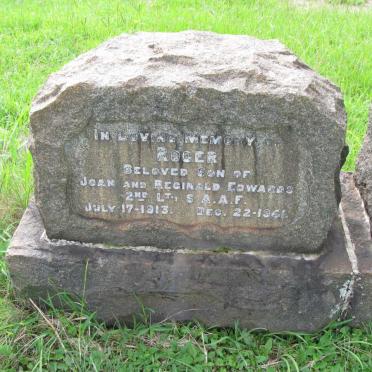 IN LOVING MEMORY OF
ROGER
BELOVED SON OF
JOAN AND REGINALD EDWARDS
2ND LT. S.A.A.F.
JULY 17-1913. DEC. 22-1941.